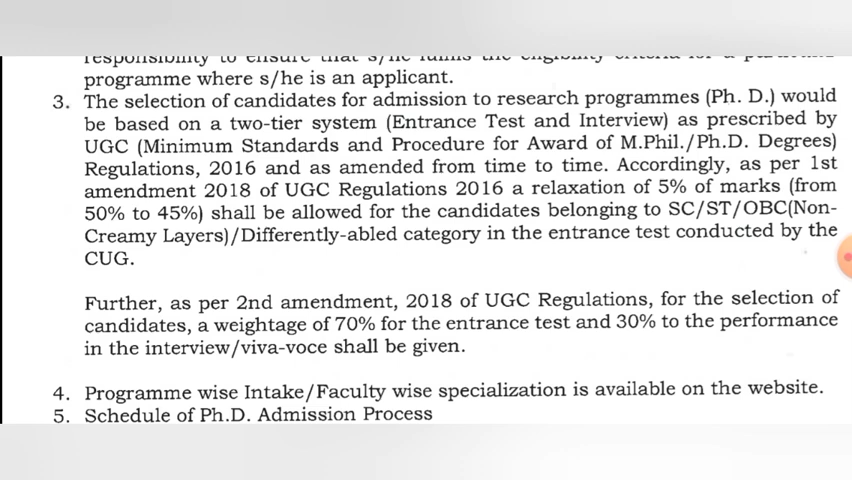 programme where s/he is an applicant.
3. The selection of candidates for admission to research programmes (Ph. D.) would
be based on a two-tier system (Entrance Test and Interview) as prescribed by
UGC (Minimum Standards and Procedure for Award of M.Phil./Ph.D. Degrees)
Regulations, 2016 and as amended from time to time. Accordingly, as per 1st
amendment 2018 of UGC Regulations 2016 a relaxation of 5% of marks (from
50% to 45%) shall be allowed for the candidates belonging to SC/ST/OBC(Non-
Creamy Layers)/Differently-abled category in the entrance test conducted by the
CUG.
Further, as per 2nd amendment, 2018 of UGC Regulations, for the selection of
candidates, a weightage of 70% for the entrance test and 30% to the performance
in the interview/viva-voce shall be given.
4. Programme wise Intake/Faculty wise specialization is available on the website.
5. Schedule of Ph.D. Admission Process